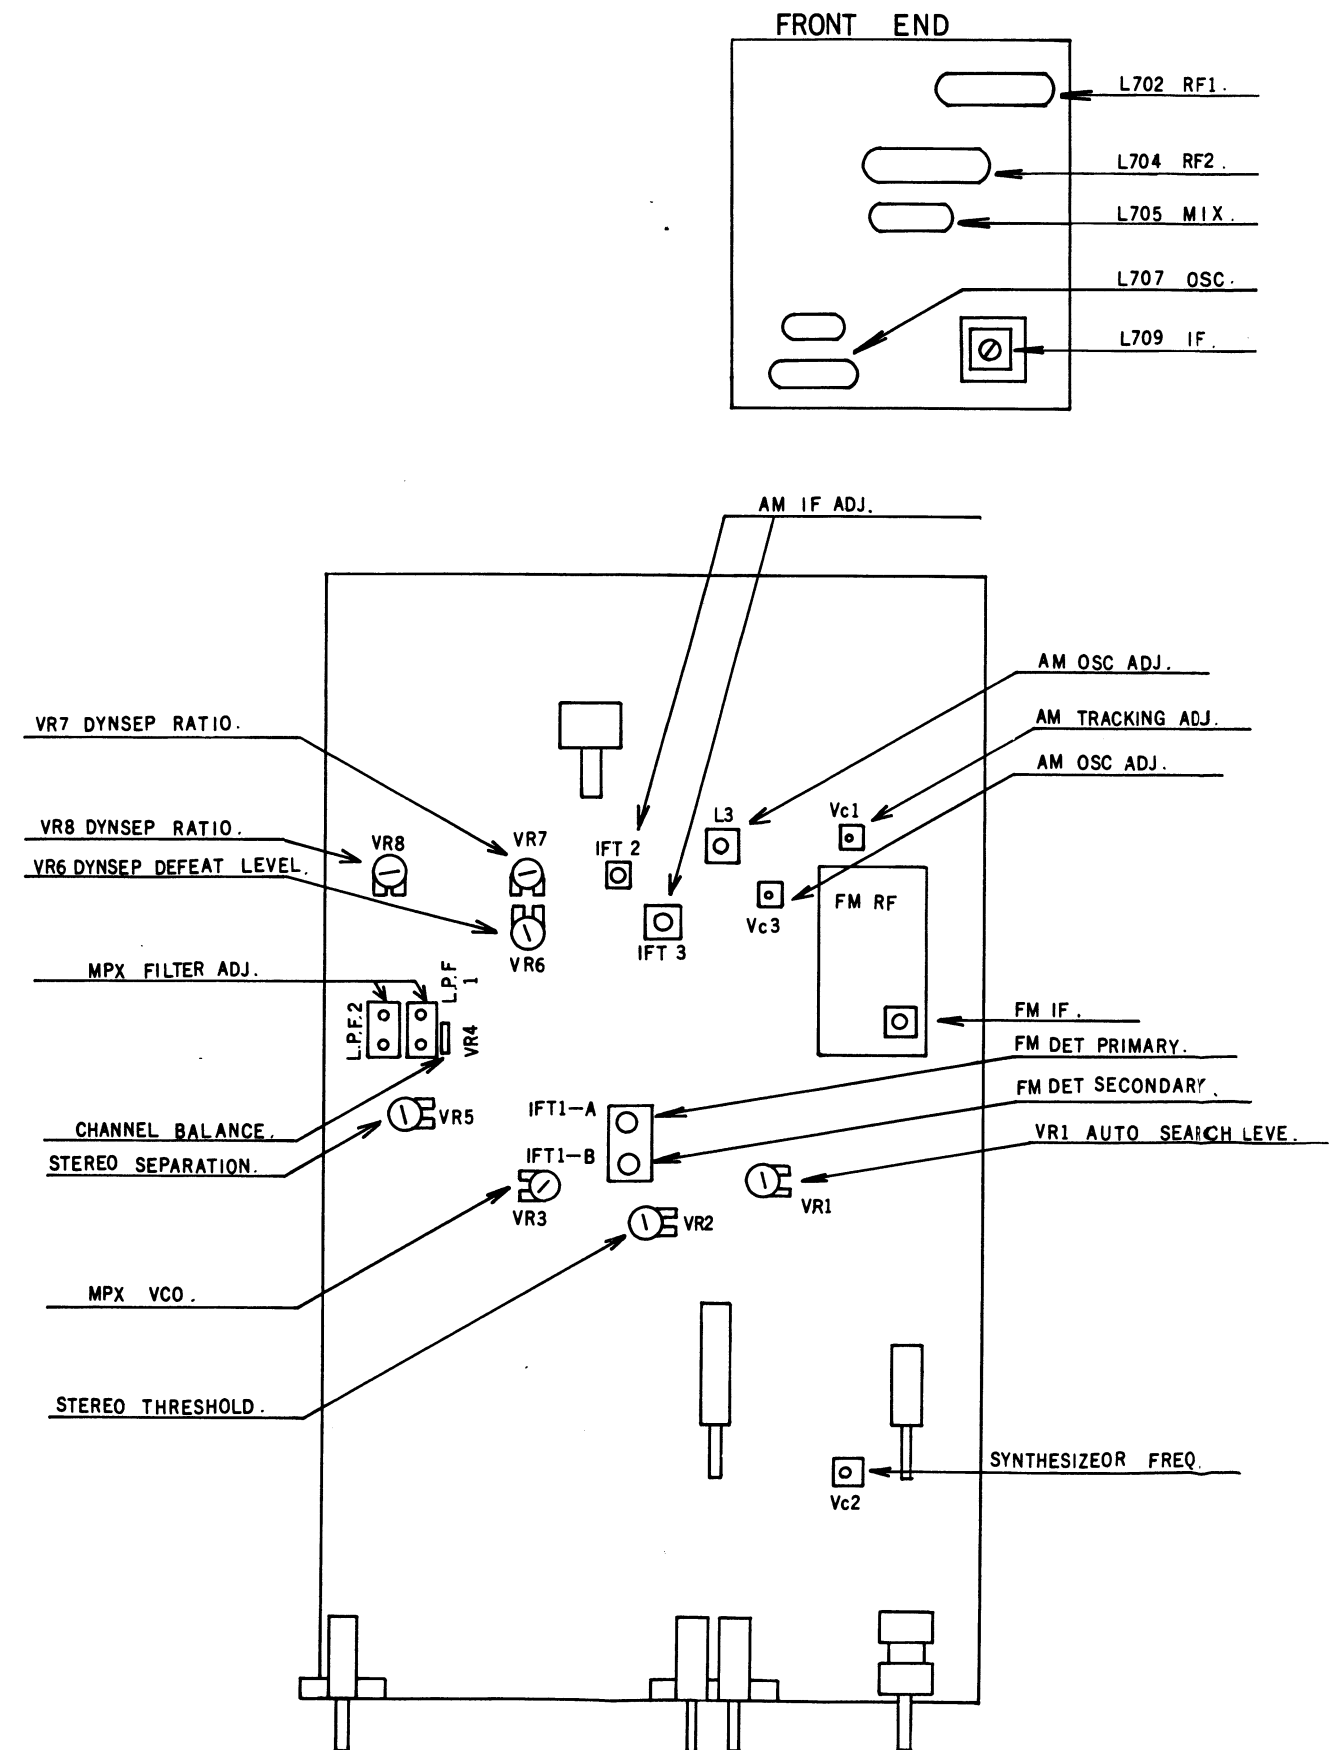 FRONT END
L702 RF1.
L704 RF2.
L705 MIX.
L707 OSC.
L709 IF.
AM IF ADJ.
AM OSC ADJ.
AM TRACKING ADJ.
AM OSC ADJ.
VR7 DYNSEP RATIO.
VR8 DYNSEP RATIO.
VR6 DYNSEP DEFEAT LEVEL.
VR8
VR7
IFT 2
L3
Vc1
FM RF
Vc3
IFT 3
VR6
MPX FILTER ADJ.
L.P.F.2
L.P.F
1
VR4
FM IF.
FM DET PRIMARY.
FM DET SECONDARY.
VR1 AUTO SEARCH LEVE.
IFT1-A
IFT1-B
VR5
CHANNEL BALANCE.
STEREO SEPARATION.
VR3
VR2
VR1
MPX VCO.
STEREO THRESHOLD.
SYNTHESIZEOR FREQ.
Vc2